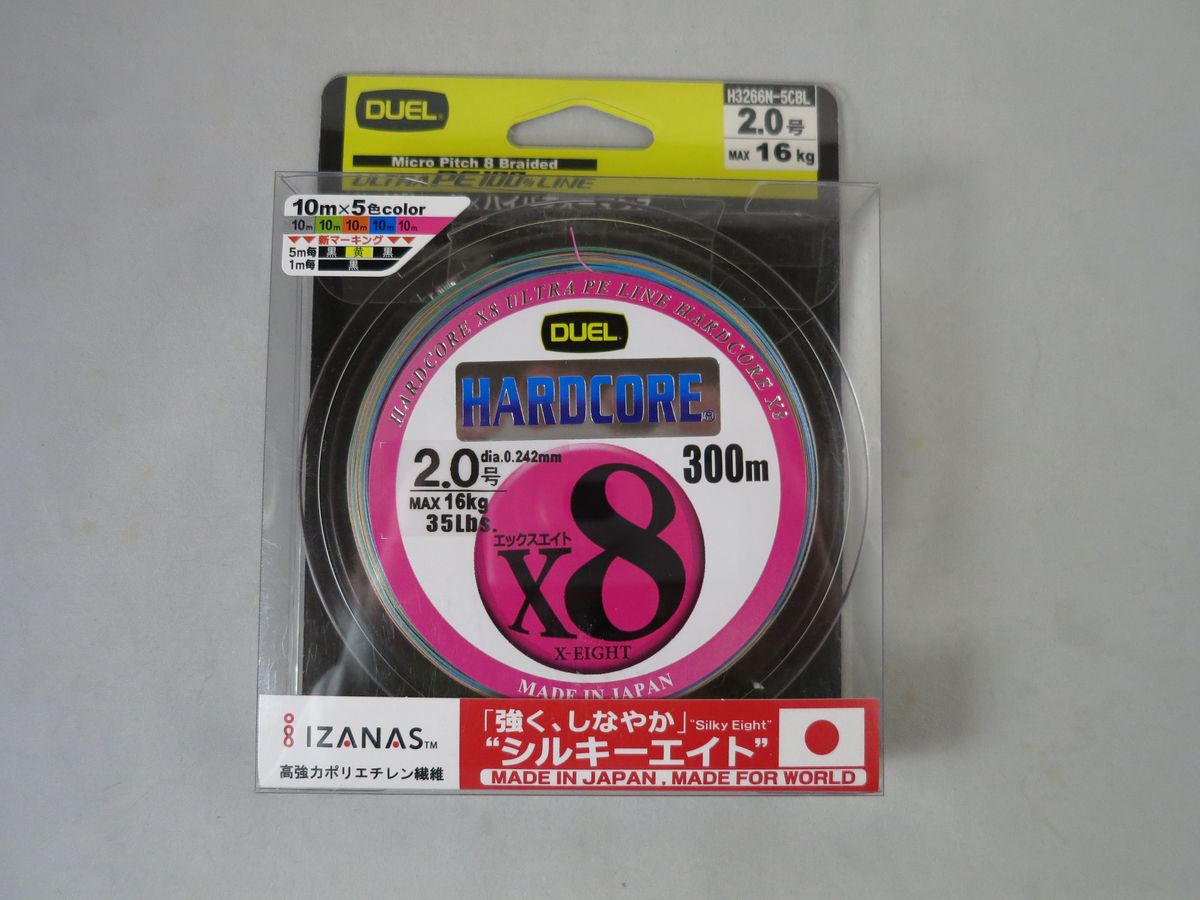 DUEL
H3266N-5CBL
2.0号
MAX 16kg
Micro Pitch 8 Braided
ULTRA PE100% LINE
10m×5色color
10m 10m 10m 10m 10m
新マーキング
5m毎 黒 黄 黒
1m毎 黒
HARDCORE X8 ULTRA PE LINE HARDCORE X8
DUEL
HARDCORE®
2.0号 dia.0.242mm
300m
MAX 16kg
35Lbs.
エックスエイト
X8
X-EIGHT
MADE IN JAPAN
IZANAS™
高強力ポリエチレン繊維
「強く、しなやか」"Silky Eight"
“シルキーエイト”
MADE IN JAPAN , MADE FOR WORLD